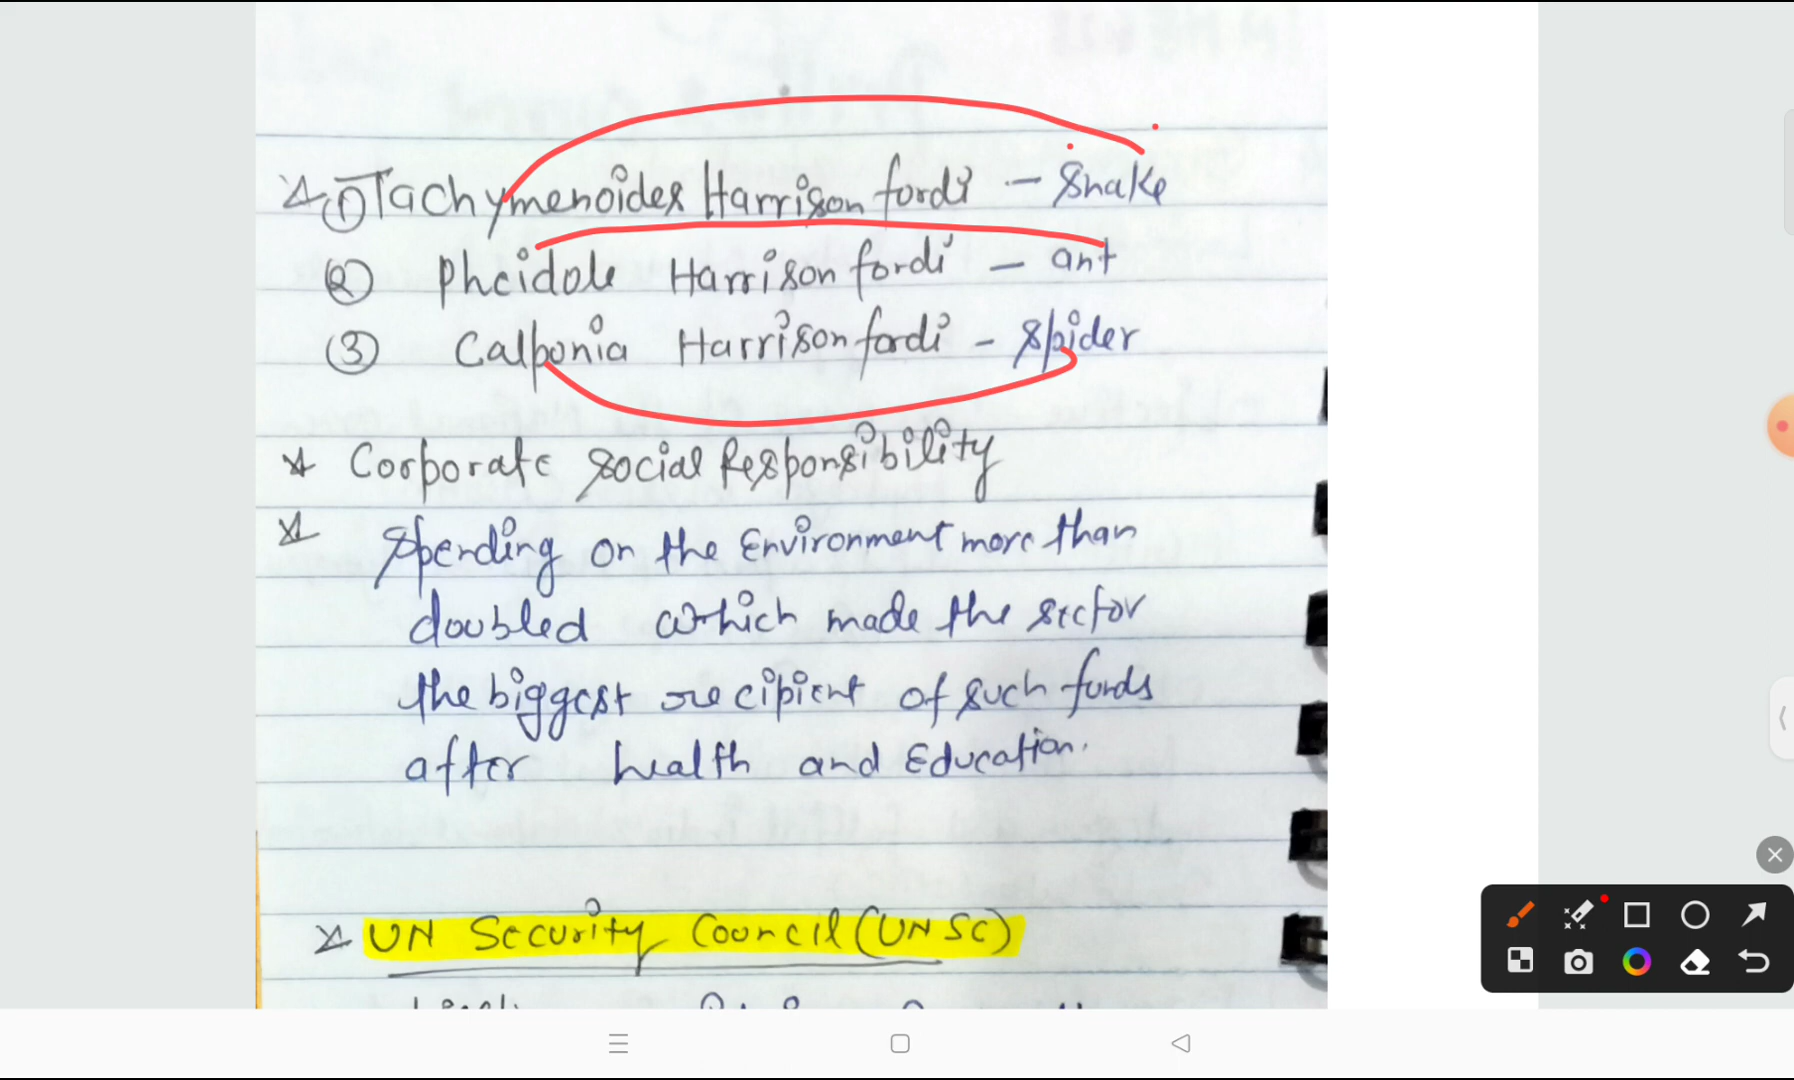 ① Tachymenoides Harrison fordi - Snake
② Pheidole Harrison fordi - ant
③ Calponia Harrison fordi - Spider
* Corporate Social Responsibility
* Spending on the Environment more than
doubled which made the sector
the biggest recipient of such funds
after health and Education.
* UN Security Council (UNSC)